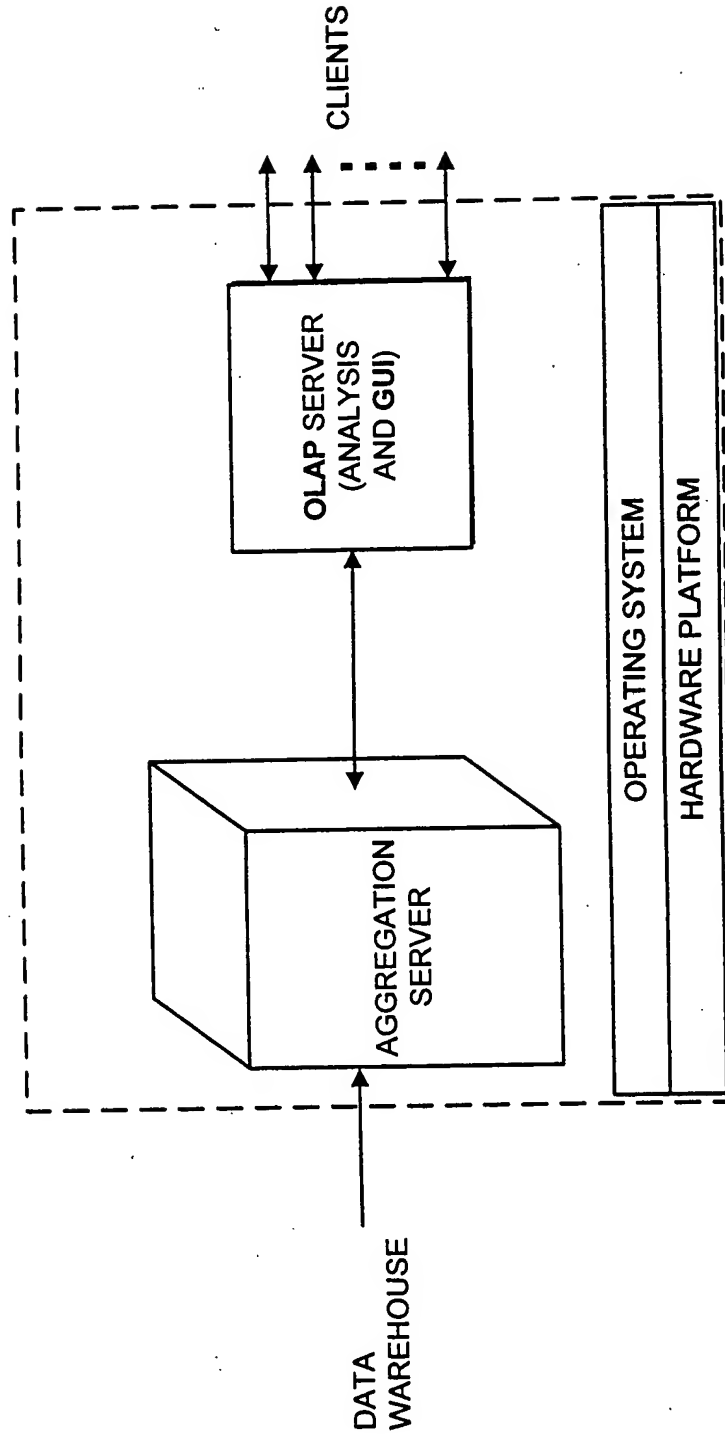 DATA
WAREHOUSE
AGGREGATION
SERVER
OLAP SERVER
(ANALYSIS
AND GUI)
CLIENTS
OPERATING SYSTEM
HARDWARE PLATFORM